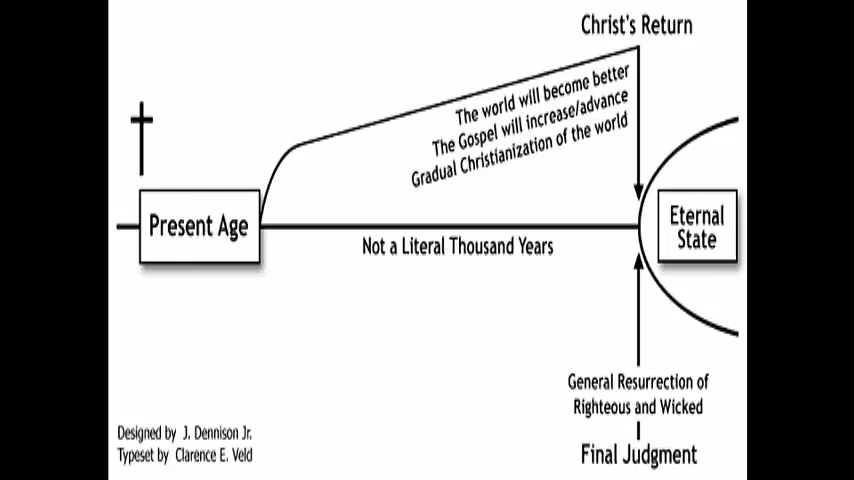 Christ's Return
The world will become better
The Gospel will increase/advance
Gradual Christianization of the world
Present Age
Eternal
State
Not a Literal Thousand Years
General Resurrection of
Righteous and Wicked
Final Judgment
Designed by J. Dennison Jr.
Typeset by Clarence E. Veld